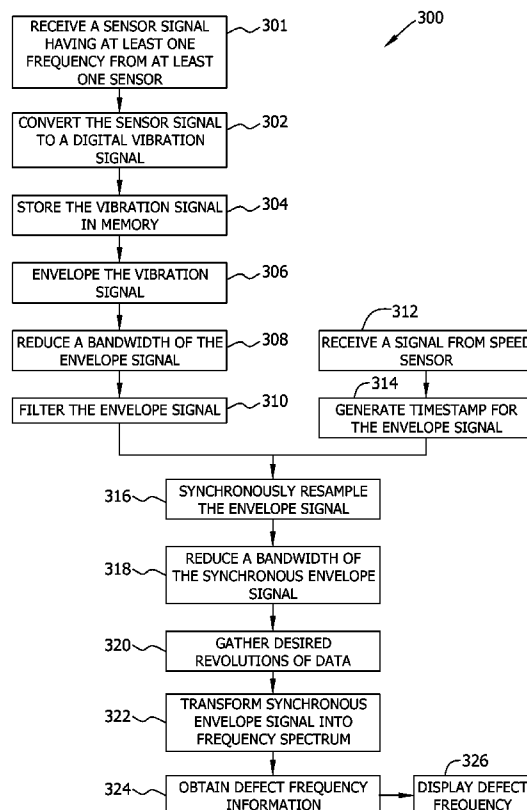 300
RECEIVE A SENSOR SIGNAL
HAVING AT LEAST ONE
FREQUENCY FROM AT LEAST
ONE SENSOR
301
CONVERT THE SENSOR SIGNAL
TO A DIGITAL VIBRATION
SIGNAL
302
STORE THE VIBRATION SIGNAL
IN MEMORY
304
ENVELOPE THE VIBRATION
SIGNAL
306
REDUCE A BANDWIDTH OF THE
ENVELOPE SIGNAL
308
FILTER THE ENVELOPE SIGNAL
310
312
RECEIVE A SIGNAL FROM SPEED
SENSOR
314
GENERATE TIMESTAMP FOR
THE ENVELOPE SIGNAL
316
SYNCHRONOUSLY RESAMPLE
THE ENVELOPE SIGNAL
318
REDUCE A BANDWIDTH OF
THE SYNCHRONOUS ENVELOPE
SIGNAL
320
GATHER DESIRED
REVOLUTIONS OF DATA
322
TRANSFORM SYNCHRONOUS
ENVELOPE SIGNAL INTO
FREQUENCY SPECTRUM
324
OBTAIN DEFECT FREQUENCY
INFORMATION
326
DISPLAY DEFECT
FREQUENCY